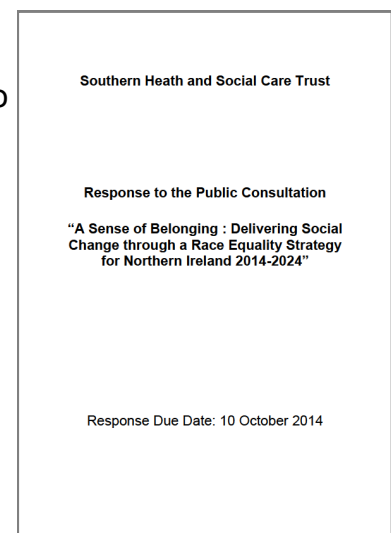 Southern Heath and Social Care Trust
Response to the Public Consultation
“A Sense of Belonging : Delivering Social
Change through a Race Equality Strategy
for Northern Ireland 2014-2024”
Response Due Date: 10 October 2014